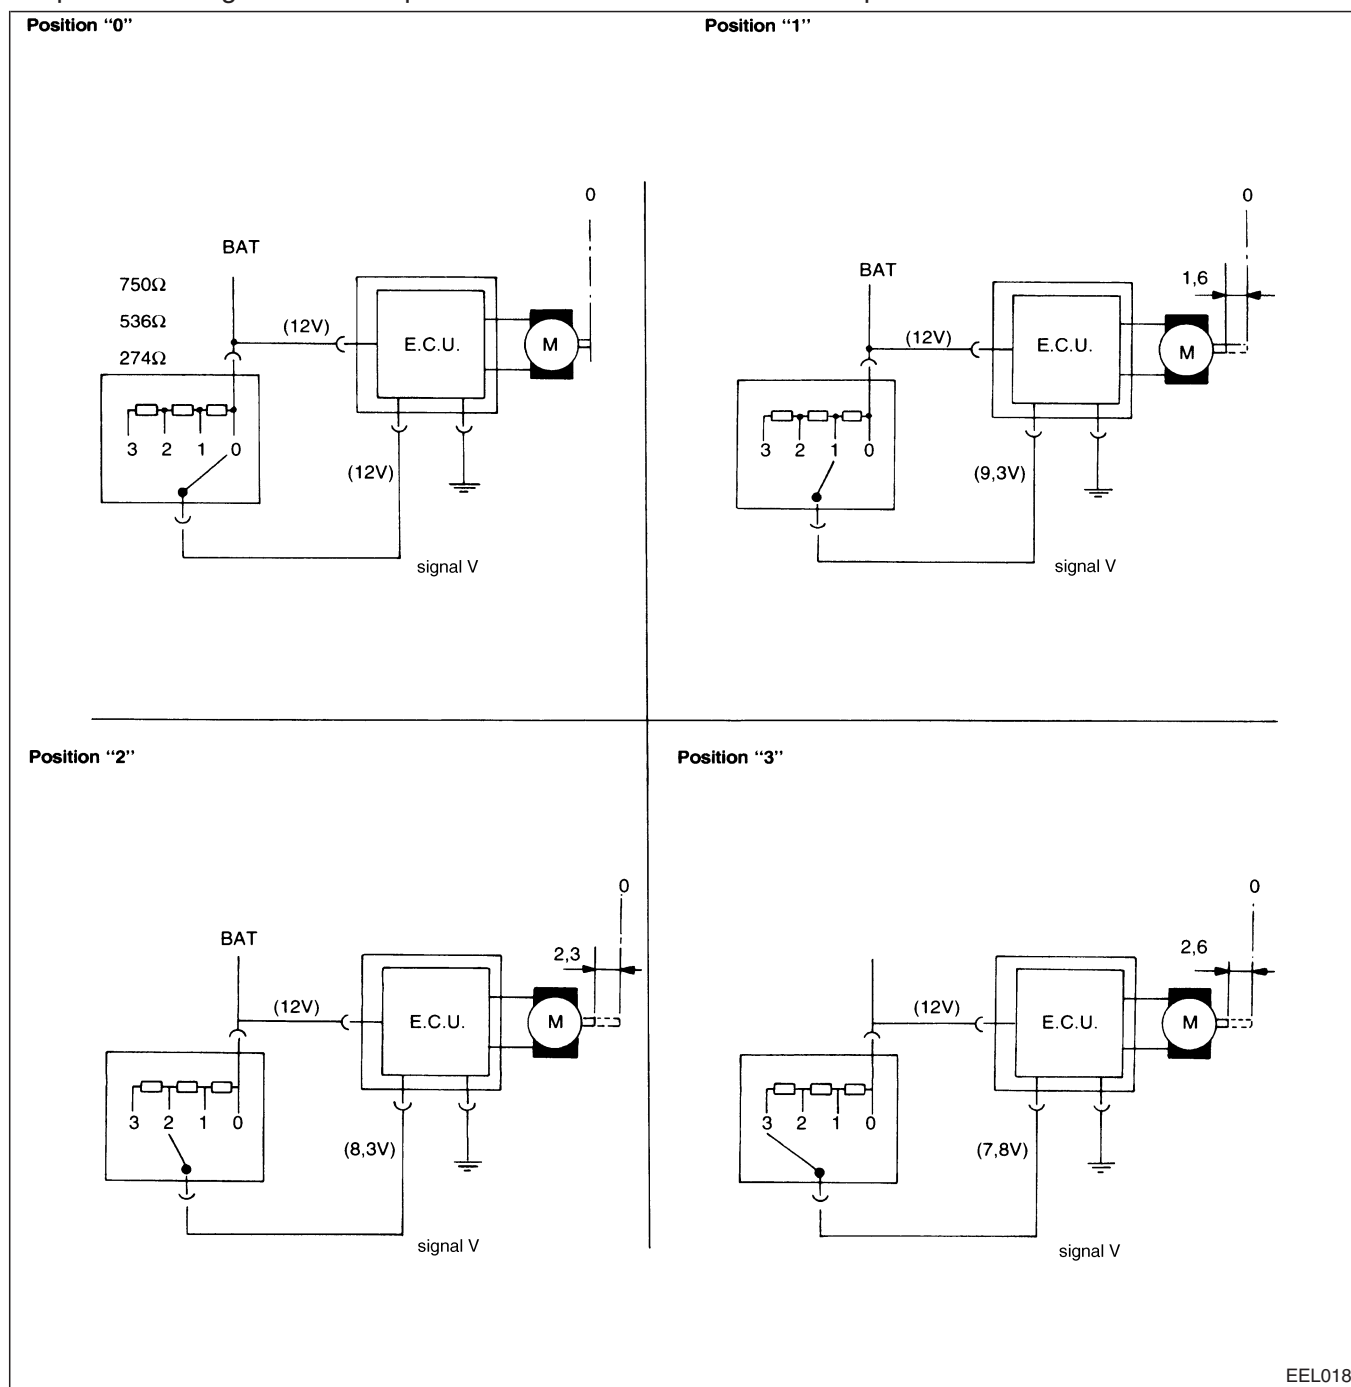 Position “0”
0
BAT
750Ω
536Ω
274Ω
(12V)
E.C.U.
M
3 2 1 0
(12V)
signal V
Position “1”
0
1,6
BAT
(12V)
E.C.U.
M
3 2 1 0
(9,3V)
signal V
Position “2”
0
2,3
BAT
(12V)
E.C.U.
M
3 2 1 0
(8,3V)
signal V
Position “3”
0
2,6
(12V)
E.C.U.
M
3 2 1 0
(7,8V)
signal V
EEL018